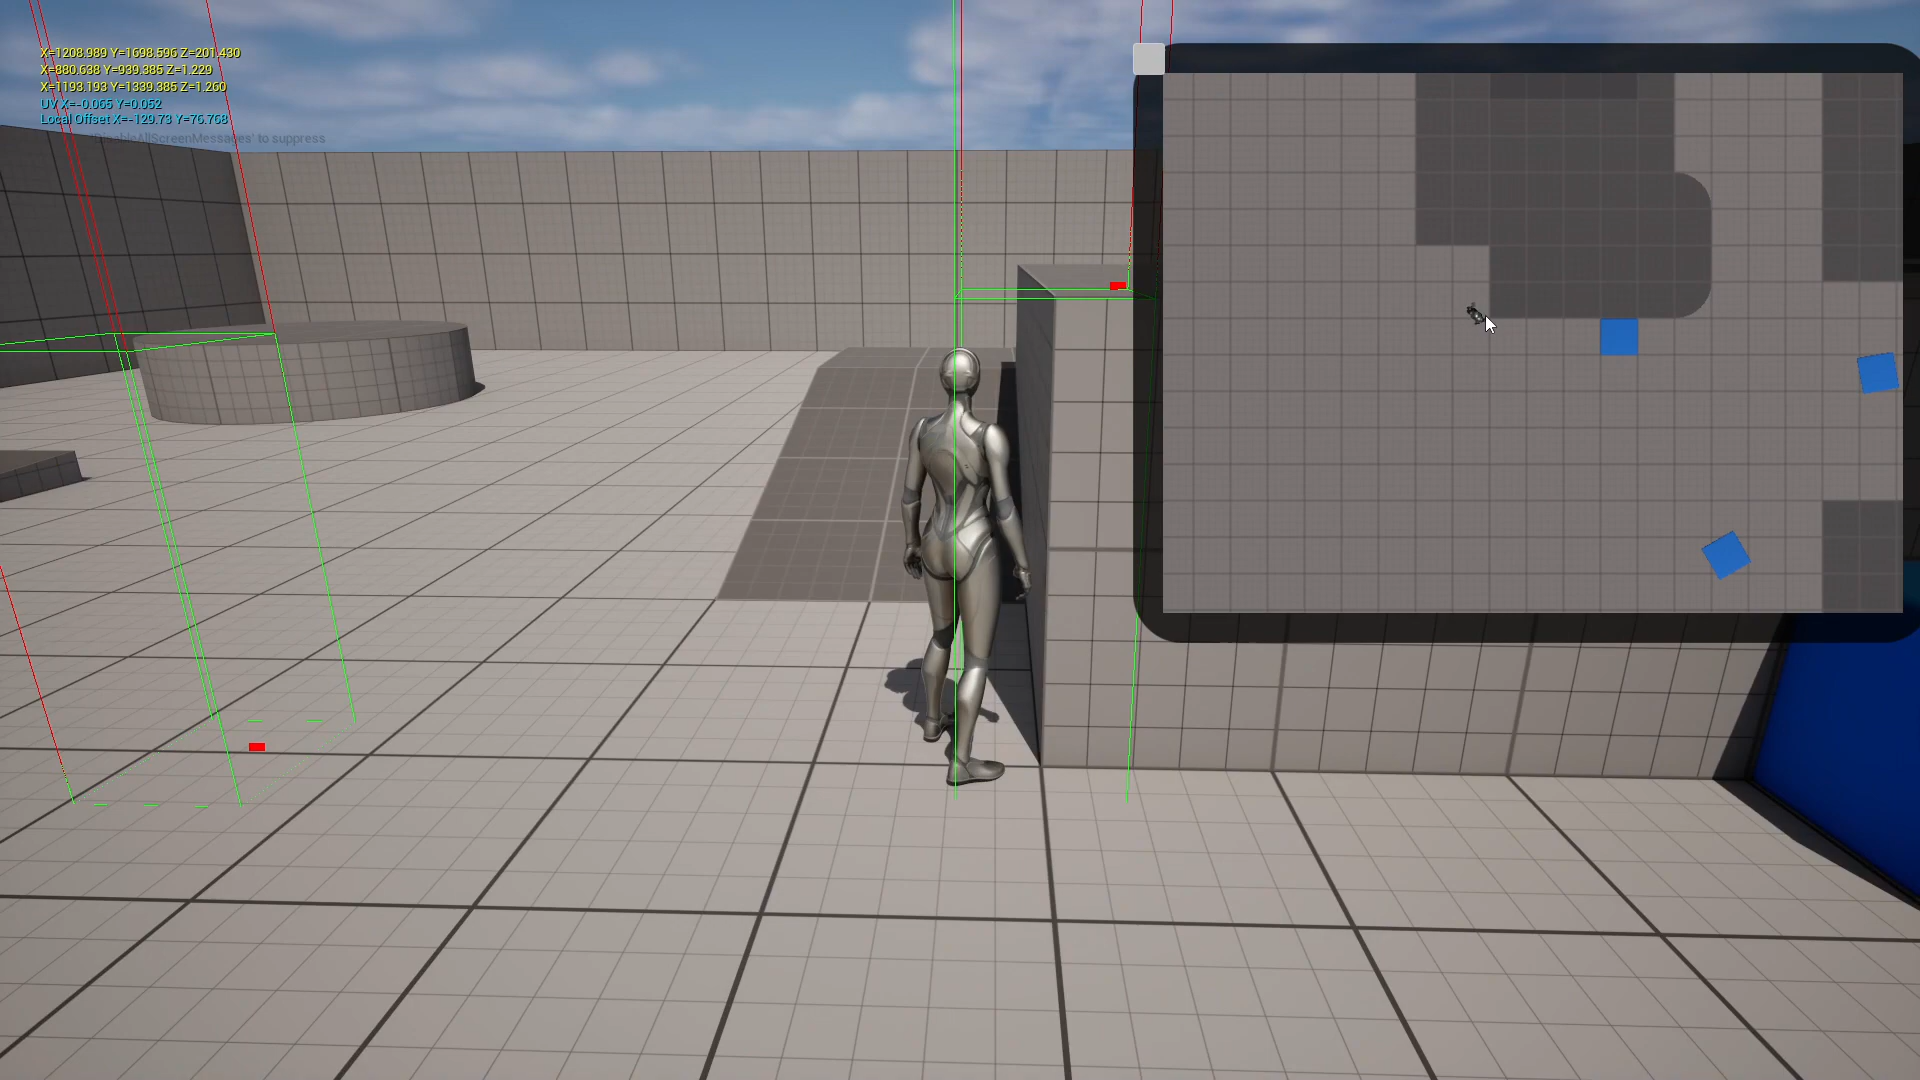 X=1208.989 Y=1698.596 Z=201.430
X=880.638 Y=939.385 Z=1.229
X=1193.193 Y=1339.385 Z=1.260
UV X=-0.065 Y=0.052
Local Offset X=-129.73 Y=76.768
'DisableAllScreenMessages' to suppress